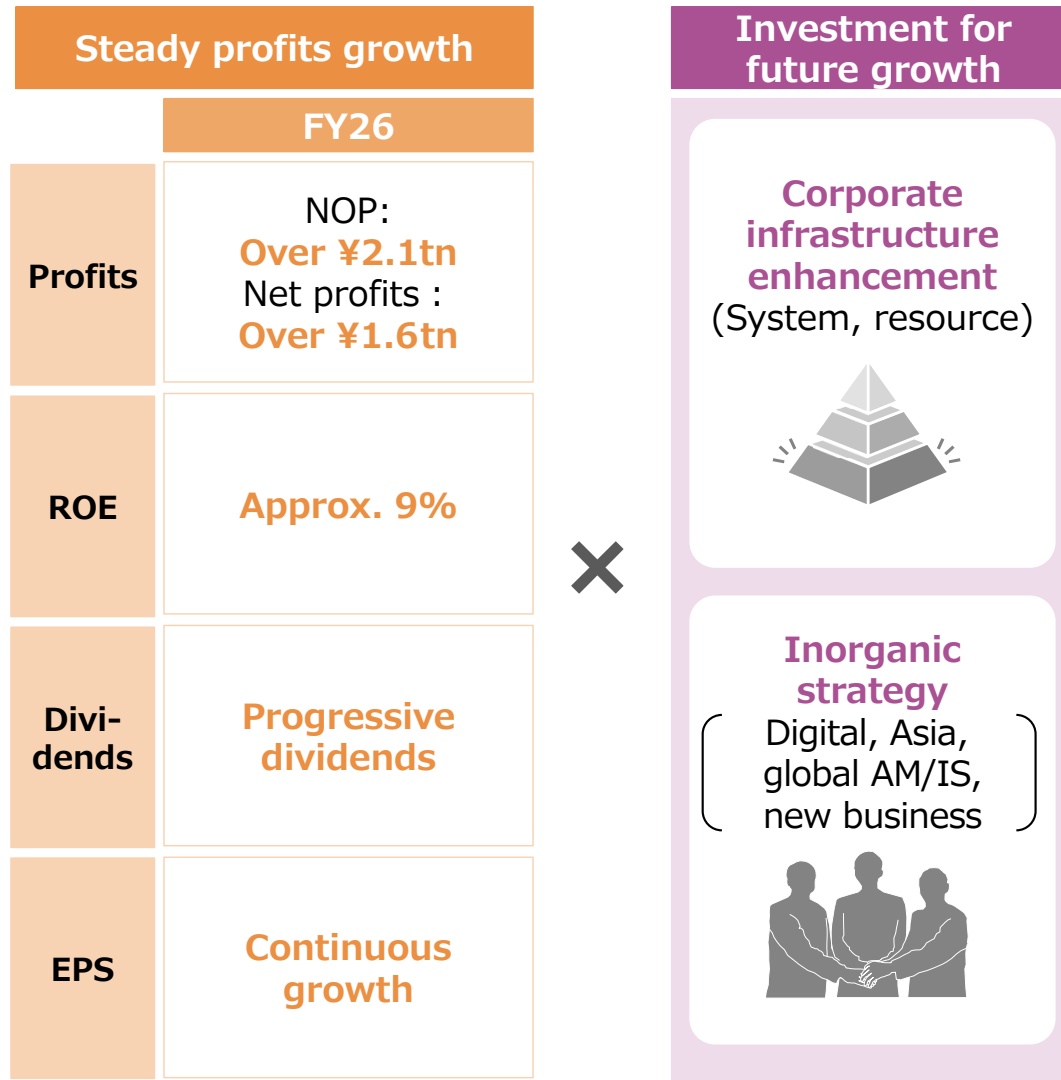 Steady profits growth
FY26
Profits
NOP:
Over ¥2.1tn
Net profits :
Over ¥1.6tn
ROE
Approx. 9%
Divi-
dends
Progressive
dividends
EPS
Continuous
growth
×
Investment for
future growth
Corporate
infrastructure
enhancement
(System, resource)
Inorganic
strategy
Digital, Asia,
global AM/IS,
new business